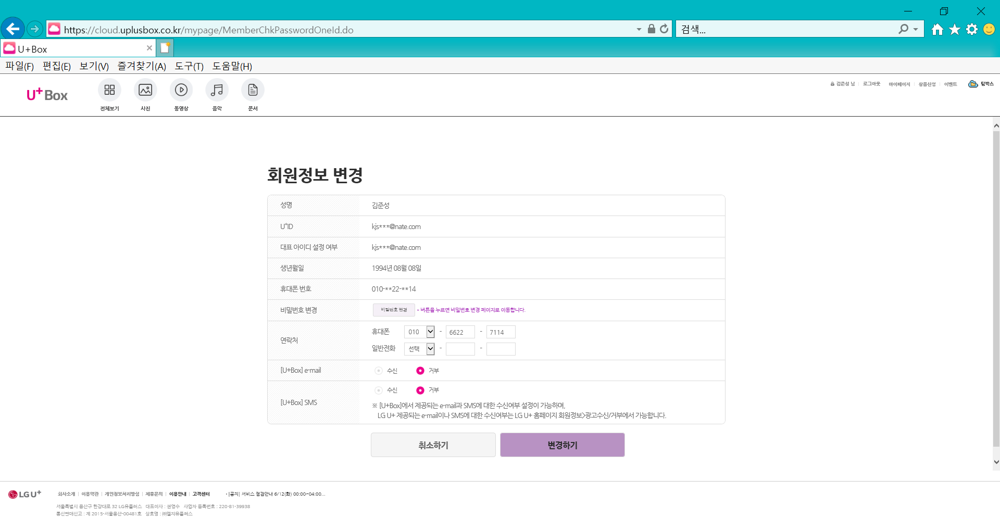 https://cloud.uplusbox.co.kr/mypage/MemberChkPasswordOneId.do
검색...
U+Box
파일(F) 편집(E) 보기(V) 즐겨찾기(A) 도구(T) 도움말(H)
U+ Box
전체보기 사진 동영상 음악 문서
김준성 님 로그아웃 마이페이지 상품신청 이벤트 팀박스
회원정보 변경
성명 김준성
U+ID kjs***@nate.com
대표 아이디 설정 여부 kjs***@nate.com
생년월일 1994년 08월 08일
휴대폰 번호 010-**22-**14
비밀번호 변경 비밀번호 변경 * 버튼을 누르면 비밀번호 변경 페이지로 이동합니다.
연락처
휴대폰 010 - 6622 - 7114
일반전화 선택 - -
[U+Box] e-mail 수신 거부
[U+Box] SMS
수신 거부
※ [U+Box]에서 제공되는 e-mail과 SMS에 대한 수신여부 설정이 가능하며,
LG U+ 제공되는 e-mail이나 SMS에 대한 수신여부는 LG U+ 홈페이지 회원정보>광고수신/거부에서 가능합니다.
취소하기 변경하기
LG U+
회사소개 이용약관 개인정보처리방침 제휴문의 이용안내 고객센터 • [공지] 서비스 점검안내 6/12(화) 00:00~04:00...
서울특별시 용산구 한강대로 32 LG유플러스 대표이사 : 권영수 사업자 등록번호 : 220-81-39938
통신판매신고 : 제 2015-서울용산-00481호 상호명 : ㈜엘지유플러스